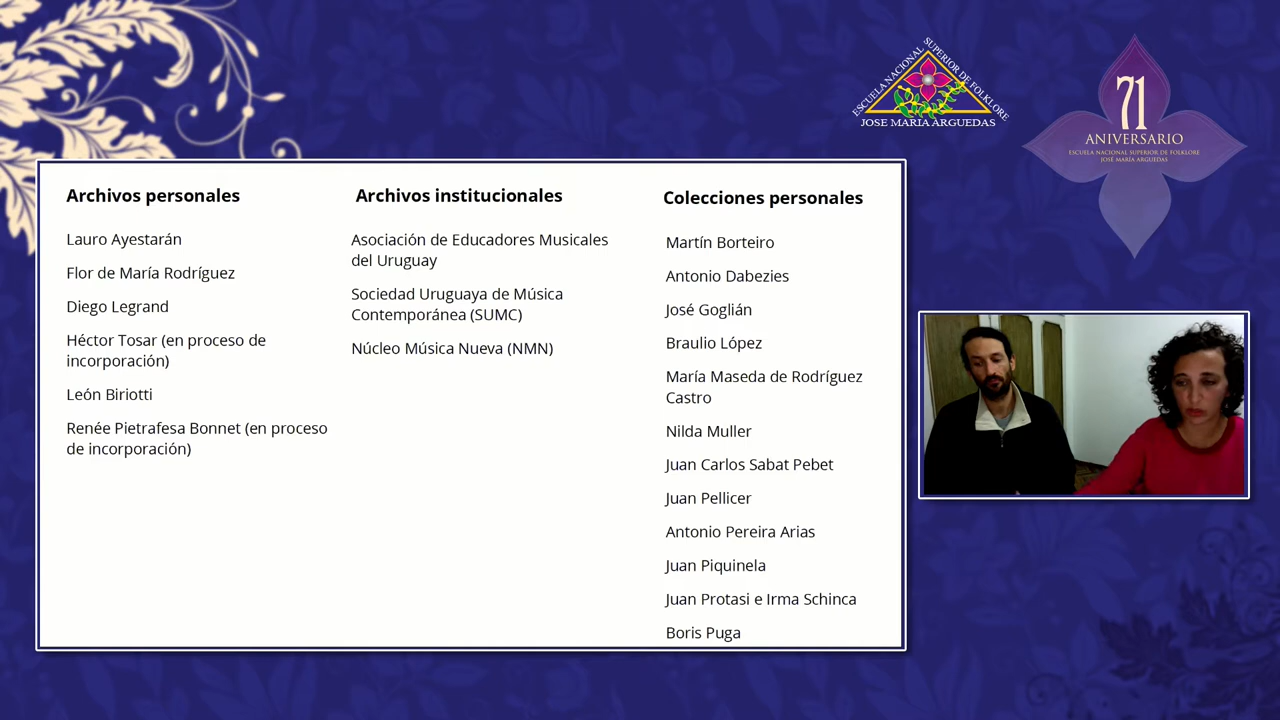 ESCUELA NACIONAL SUPERIOR DE FOLKLORE
JOSE MARIA ARGUEDAS
71
ANIVERSARIO
ESCUELA NACIONAL SUPERIOR DE FOLKLORE
JOSÉ MARÍA ARGUEDAS
Archivos personales
Lauro Ayestarán
Flor de María Rodríguez
Diego Legrand
Héctor Tosar (en proceso de
incorporación)
León Biriotti
Renée Pietrafesa Bonnet (en proceso
de incorporación)
Archivos institucionales
Asociación de Educadores Musicales
del Uruguay
Sociedad Uruguaya de Música
Contemporánea (SUMC)
Núcleo Música Nueva (NMN)
Colecciones personales
Martín Borteiro
Antonio Dabezies
José Goglián
Braulio López
María Maseda de Rodríguez
Castro
Nilda Muller
Juan Carlos Sabat Pebet
Juan Pellicer
Antonio Pereira Arias
Juan Piquinela
Juan Protasi e Irma Schinca
Boris Puga